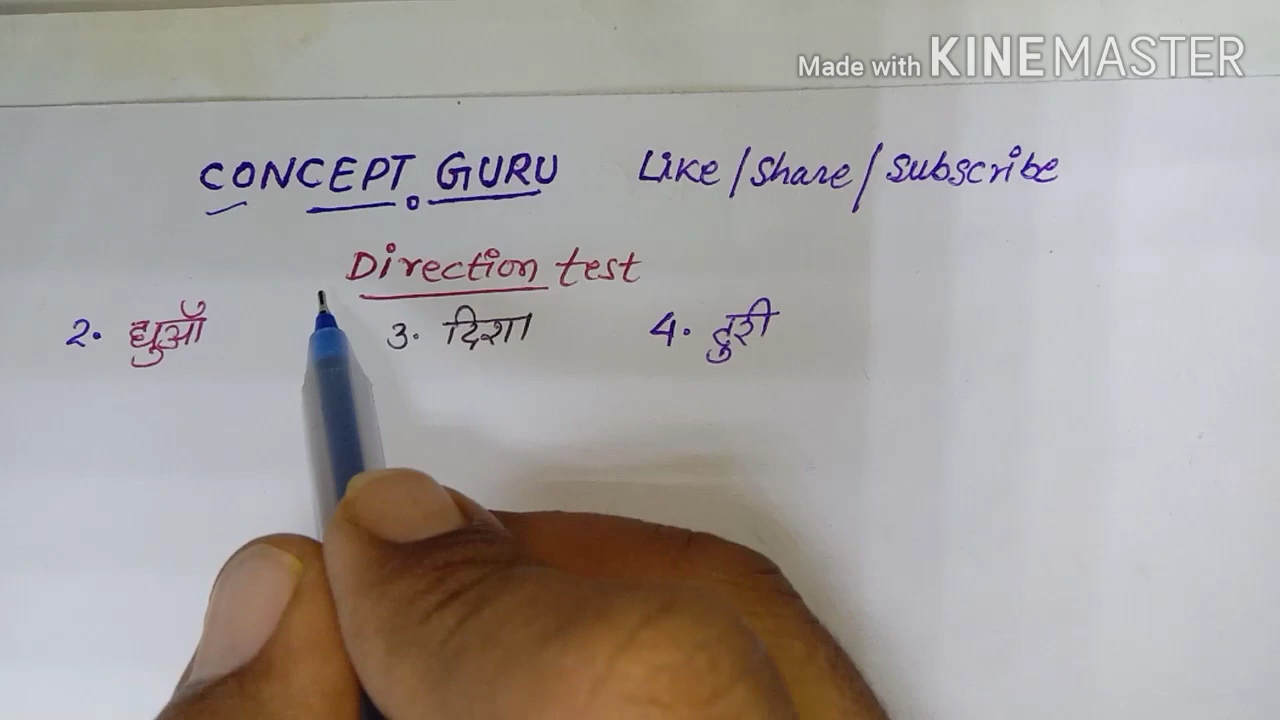 Made with KINEMASTER
CONCEPT GURU Like/Share/Subscribe
Direction test
2. धुआँ 3. दिशा 4. दुरी